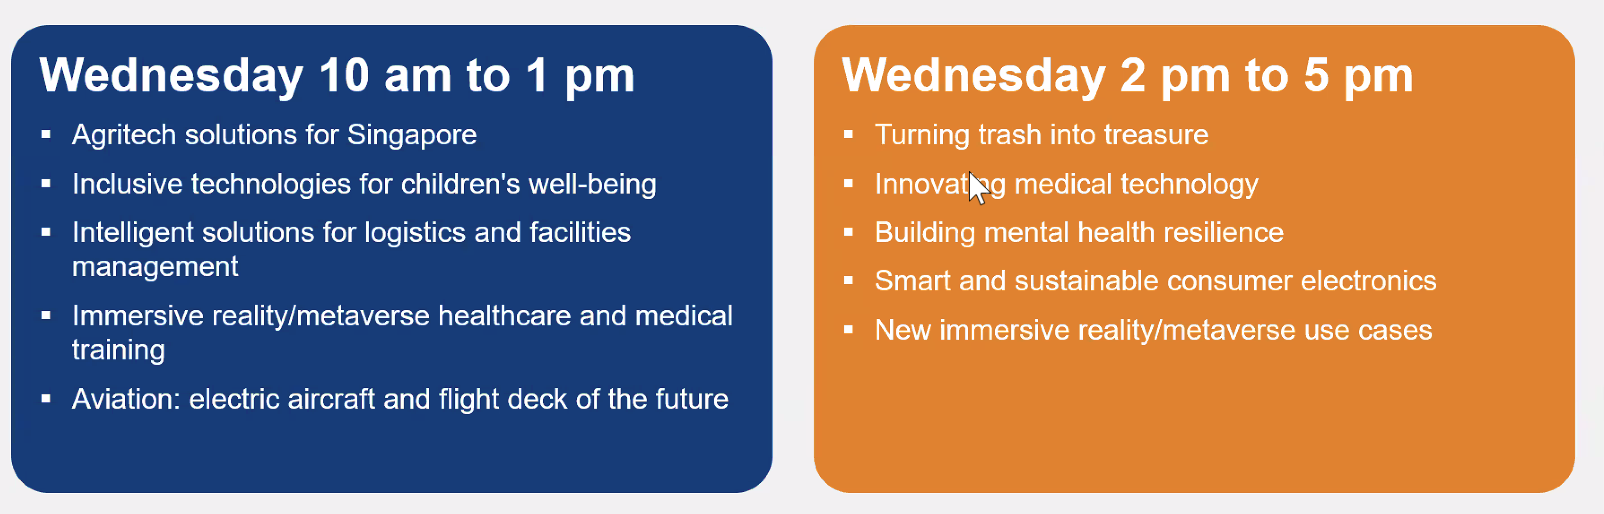 Wednesday 10 am to 1 pm
▪ Agritech solutions for Singapore
▪ Inclusive technologies for children's well-being
▪ Intelligent solutions for logistics and facilities
management
▪ Immersive reality/metaverse healthcare and medical
training
▪ Aviation: electric aircraft and flight deck of the future
Wednesday 2 pm to 5 pm
▪ Turning trash into treasure
▪ Innovating medical technology
▪ Building mental health resilience
▪ Smart and sustainable consumer electronics
▪ New immersive reality/metaverse use cases